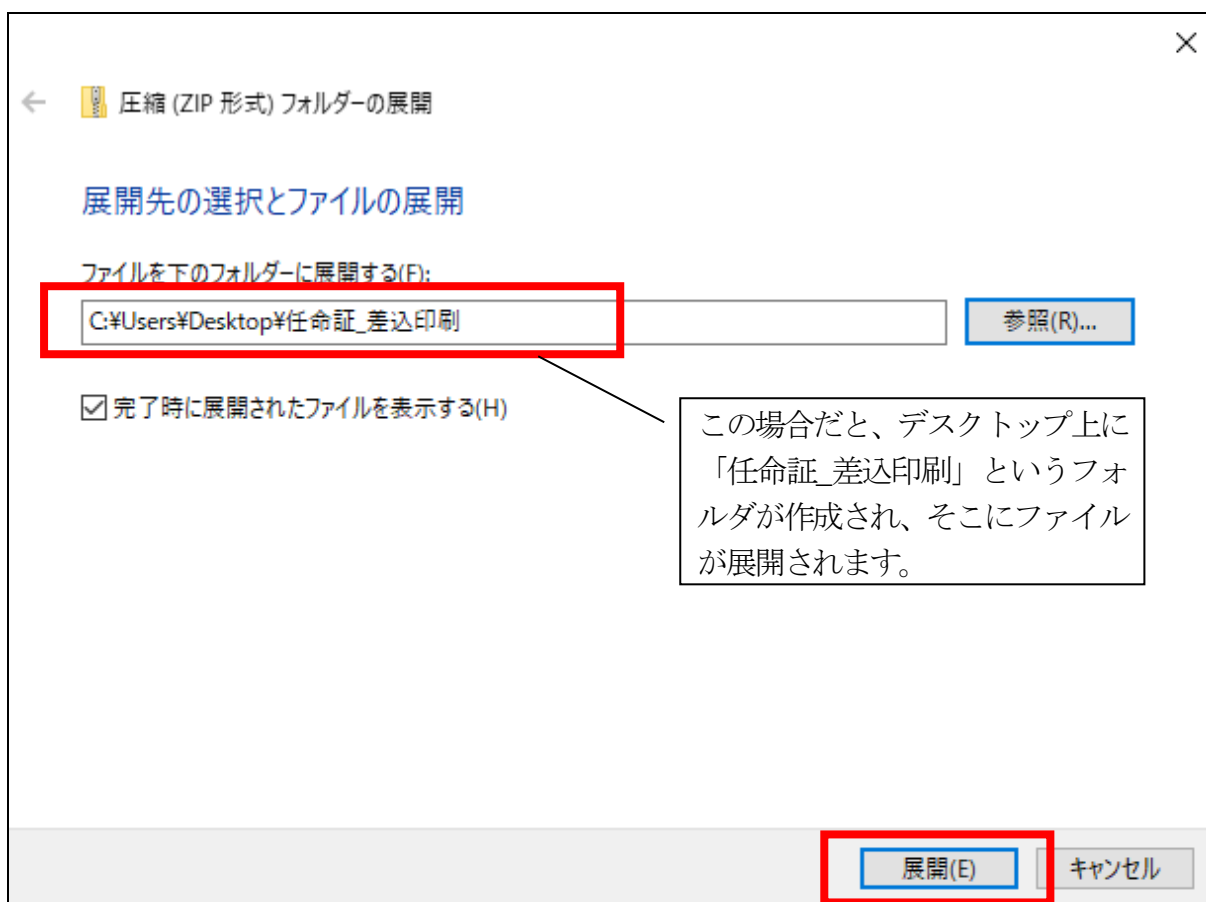 圧縮 (ZIP 形式) フォルダーの展開
展開先の選択とファイルの展開
ファイルを下のフォルダーに展開する(F):
C:¥Users¥Desktop¥任命証_差込印刷
参照(R)...
完了時に展開されたファイルを表示する(H)
この場合だと、デスクトップ上に
「任命証_差込印刷」というフォ
ルダが作成され、そこにファイル
が展開されます。
展開(E)
キャンセル